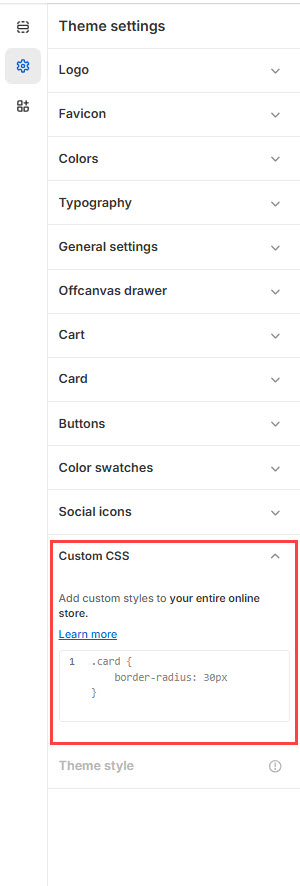 Theme settings
Logo
Favicon
Colors
Typography
General settings
Offcanvas drawer
Cart
Card
Buttons
Color swatches
Social icons
Custom CSS
Add custom styles to your entire online
store.
Learn more
1 .card {
border-radius: 30px
}
Theme style